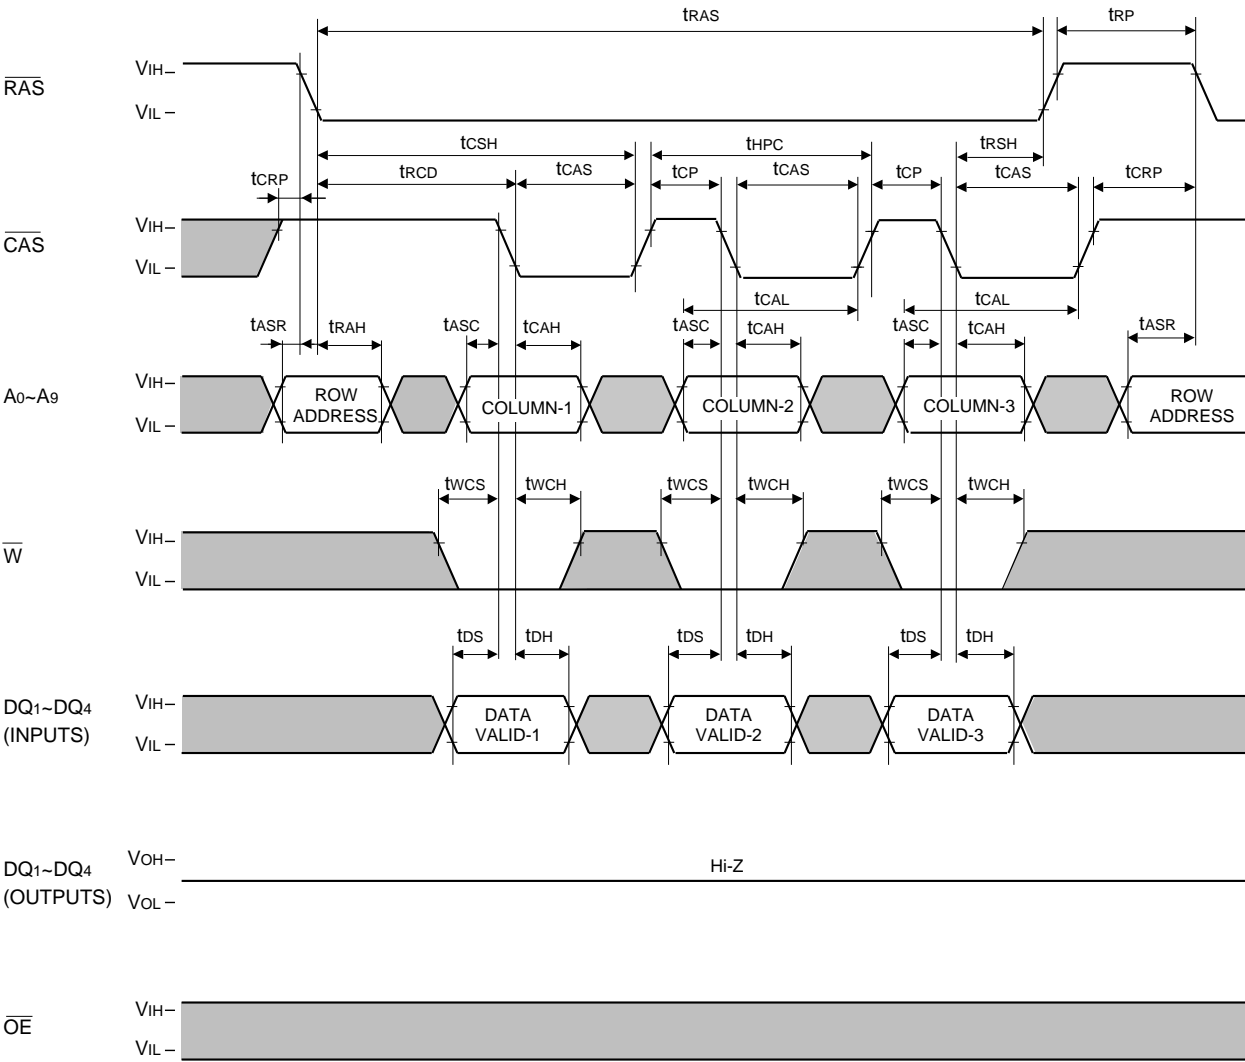 tRAS tRP
RAS VIH
VIL
tCSH tHPC tRSH
tCRP tRCD tCAS tCP tCAS tCP tCAS tCRP
CAS VIH
VIL
tCAL tCAL
tASR tRAH tASC tCAH tASC tCAH tASC tCAH tASR
A0~A9 VIH
VIL
ROW ADDRESS
COLUMN-1
COLUMN-2
COLUMN-3
ROW ADDRESS
tWCS tWCH tWCS tWCH tWCS tWCH
W VIH
VIL
tDS tDH tDS tDH tDS tDH
DQ1~DQ4
(INPUTS)
VIH
VIL
DATA VALID-1
DATA VALID-2
DATA VALID-3
DQ1~DQ4
(OUTPUTS)
VOH
VOL
Hi-Z
OE VIH
VIL